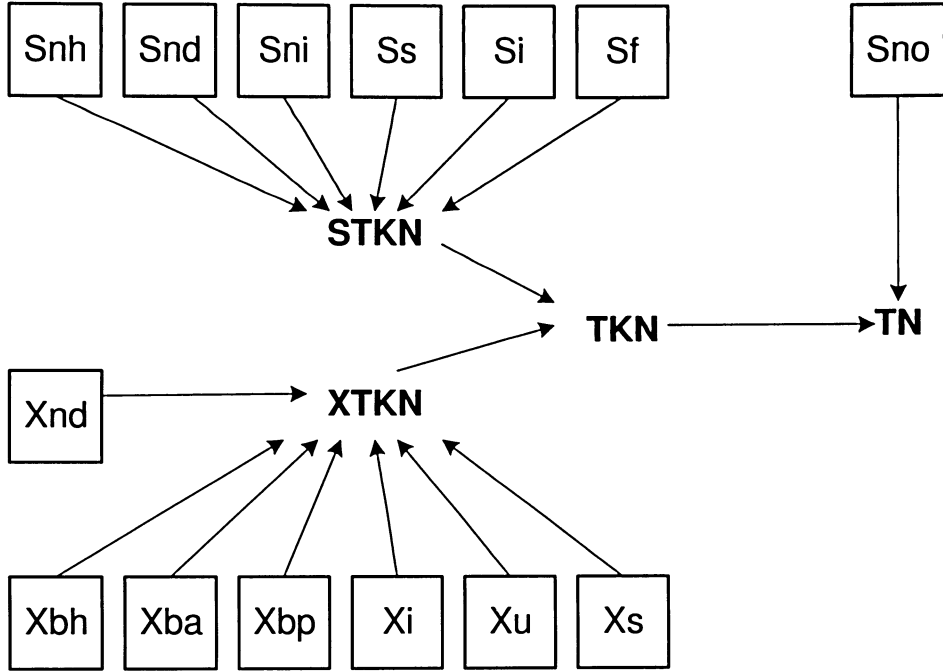 Snh Snd Sni Ss Si Sf Sno
STKN
TKN TN
Xnd XTKN
Xbh Xba Xbp Xi Xu Xs